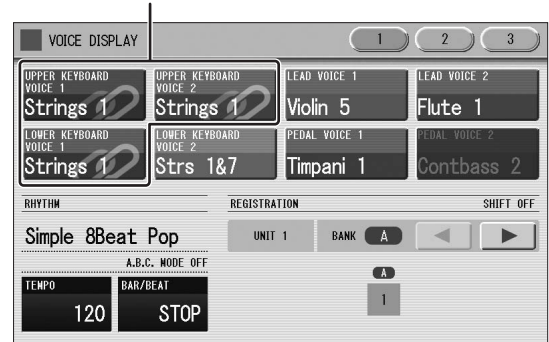 VOICE DISPLAY
1 2 3
UPPER KEYBOARD VOICE 1
Strings 1
UPPER KEYBOARD VOICE 2
Strings 1
LEAD VOICE 1
Violin 5
LEAD VOICE 2
Flute 1
LOWER KEYBOARD VOICE 1
Strings 1
LOWER KEYBOARD VOICE 2
Strs 1&7
PEDAL VOICE 1
Timpani 1
PEDAL VOICE 2
Contbass 2
RHYTHM
Simple 8Beat Pop
A.B.C. MODE OFF
TEMPO
120
BAR/BEAT
STOP
REGISTRATION
SHIFT OFF
UNIT 1
BANK A
A
1